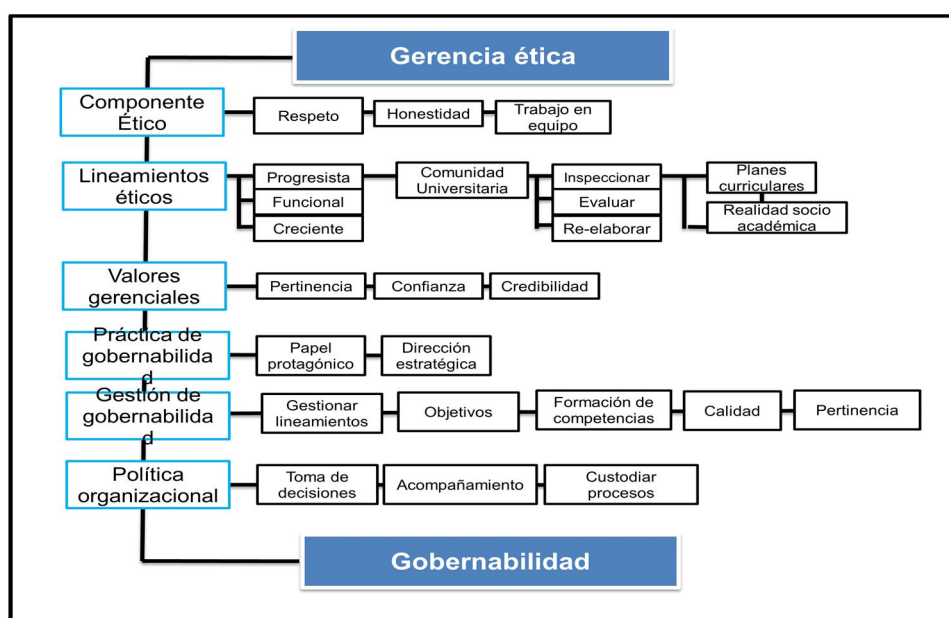 Gerencia ética
Componente
Ético
Respeto
Honestidad
Trabajo en
equipo
Lineamientos
éticos
Progresista
Funcional
Creciente
Comunidad
Universitaria
Inspeccionar
Evaluar
Re-elaborar
Planes
curriculares
Realidad socio
académica
Valores
gerenciales
Pertinencia
Confianza
Credibilidad
Práctica de
gobernabilida
d
Papel
protagónico
Dirección
estratégica
Gestión de
gobernabilida
d
Gestionar
lineamientos
Objetivos
Formación de
competencias
Calidad
Pertinencia
Política
organizacional
Toma de
decisiones
Acompañamiento
Custodiar
procesos
Gobernabilidad